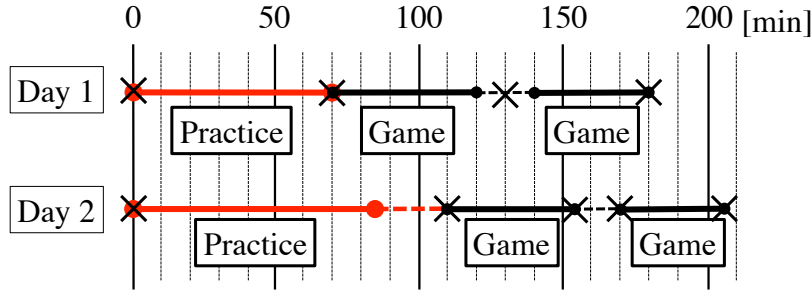 0 50 100 150 200 [min]
Day 1
Practice Game Game
Day 2
Practice Game Game